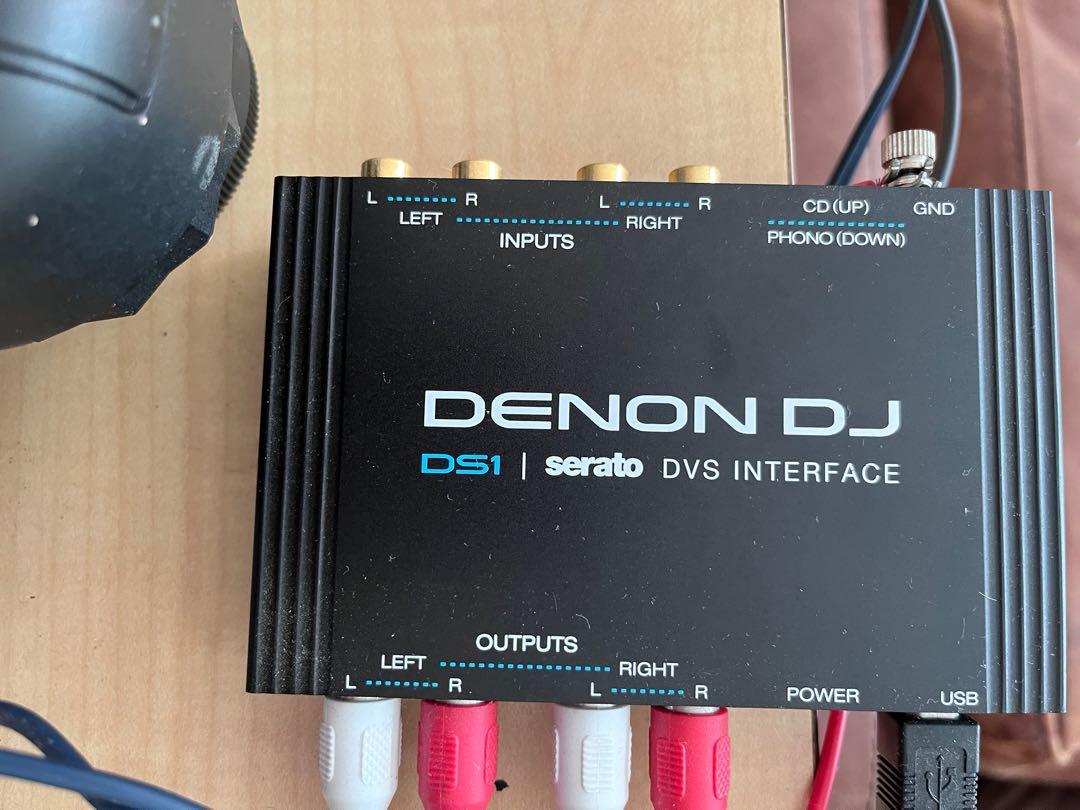 L R L R
LEFT RIGHT
INPUTS
CD (UP) GND
PHONO (DOWN)
DENON DJ
DS1 | serato DVS INTERFACE
OUTPUTS
LEFT RIGHT
L R L R
POWER USB